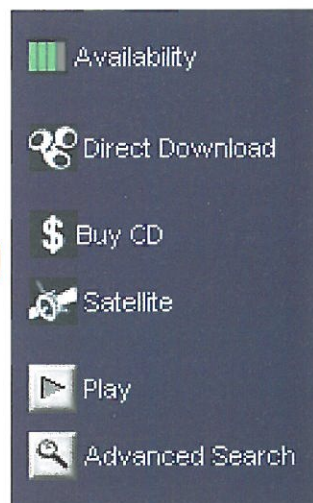 Availability
Direct Download
$ Buy CD
Satellite
Play
Advanced Search